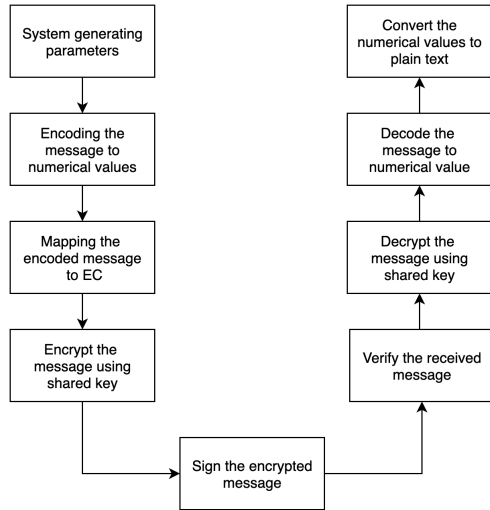 System generating
parameters
Encoding the
message to
numerical values
Mapping the
encoded message
to EC
Encrypt the
message using
shared key
Sign the encrypted
message
Verify the received
message
Decrypt the
message using
shared key
Decode the
message to
numerical value
Convert the
numerical values to
plain text